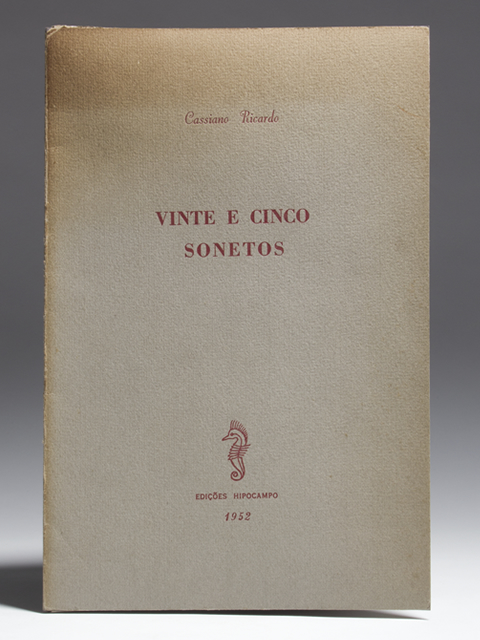 Cassiano Ricardo
VINTE E CINCO
SONETOS
EDIÇÕES HIPOCAMPO
1952